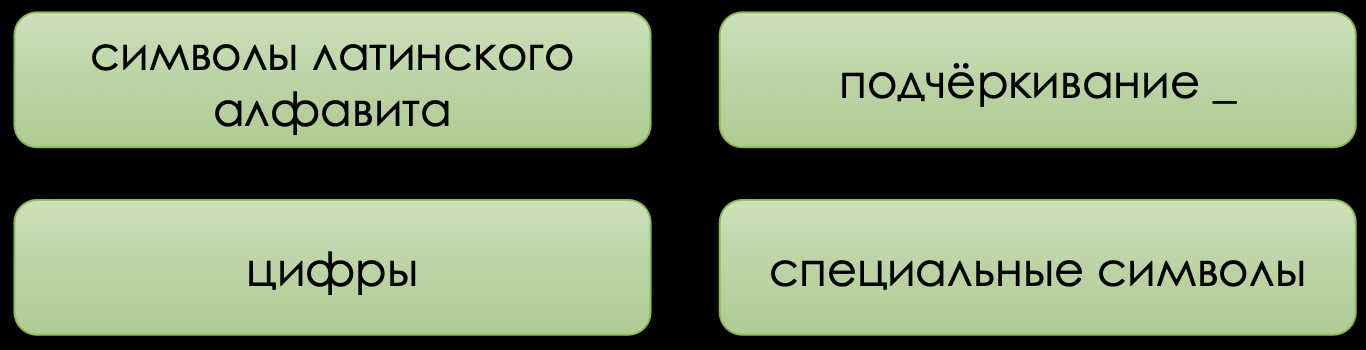 символы латинского
алфавита
подчёркивание _
цифры
специальные символы